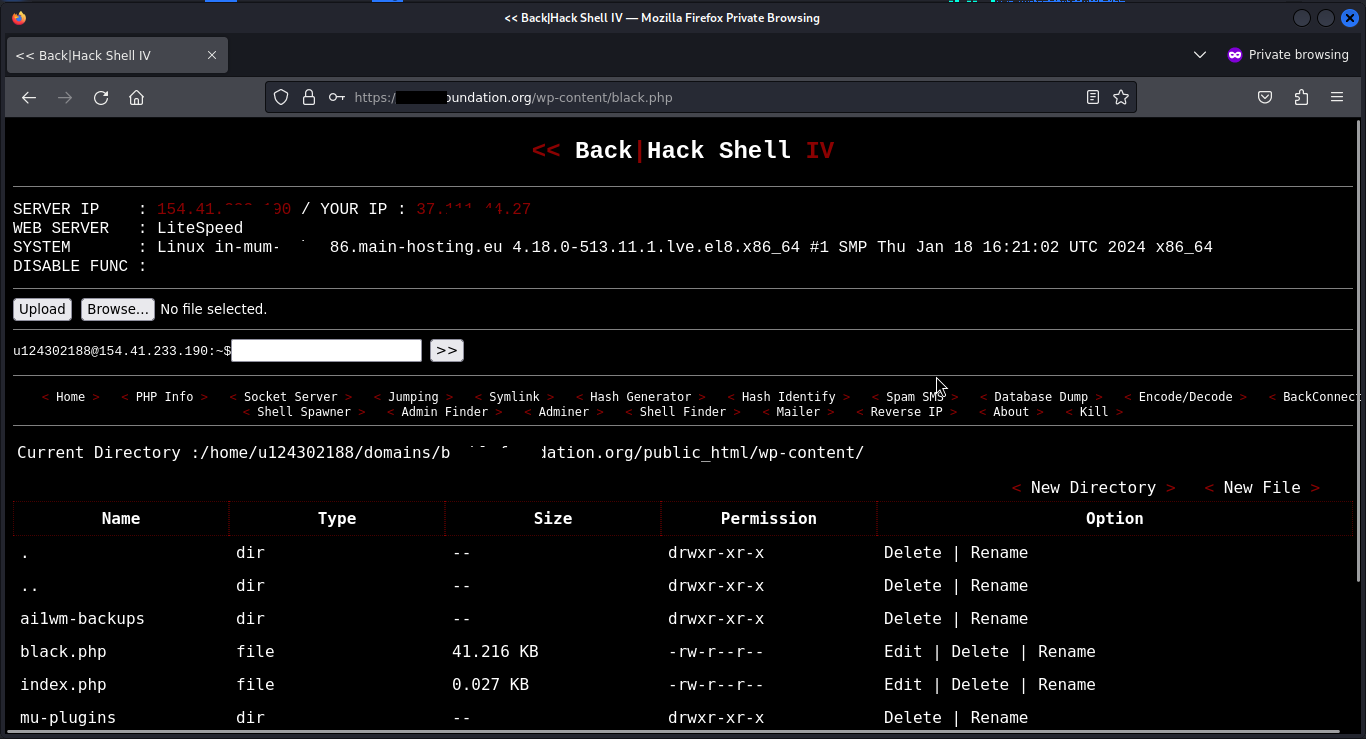 << Back|Hack Shell IV — Mozilla Firefox Private Browsing
<< Back|Hack Shell IV
Private browsing
https:/ oundation.org/wp-content/black.php
<< Back|Hack Shell IV
SERVER IP : 154.41. 190 / YOUR IP : 37.111. 44.27
WEB SERVER : LiteSpeed
SYSTEM : Linux in-mum- 86.main-hosting.eu 4.18.0-513.11.1.lve.el8.x86_64 #1 SMP Thu Jan 18 16:21:02 UTC 2024 x86_64
DISABLE FUNC :
Upload Browse... No file selected.
u124302188@154.41.233.190:~$ >>
< Home > < PHP Info > < Socket Server > < Jumping > < Symlink > < Hash Generator > < Hash Identify > < Spam SMS > < Database Dump > < Encode/Decode > < BackConnect
< Shell Spawner > < Admin Finder > < Adminer > < Shell Finder > < Mailer > < Reverse IP > < About > < Kill >
Current Directory :/home/u124302188/domains/b dation.org/public_html/wp-content/
< New Directory > < New File >
Name Type Size Permission Option
. dir -- drwxr-xr-x Delete | Rename
.. dir -- drwxr-xr-x Delete | Rename
ai1wm-backups dir -- drwxr-xr-x Delete | Rename
black.php file 41.216 KB -rw-r--r-- Edit | Delete | Rename
index.php file 0.027 KB -rw-r--r-- Edit | Delete | Rename
mu-plugins dir -- drwxr-xr-x Delete | Rename